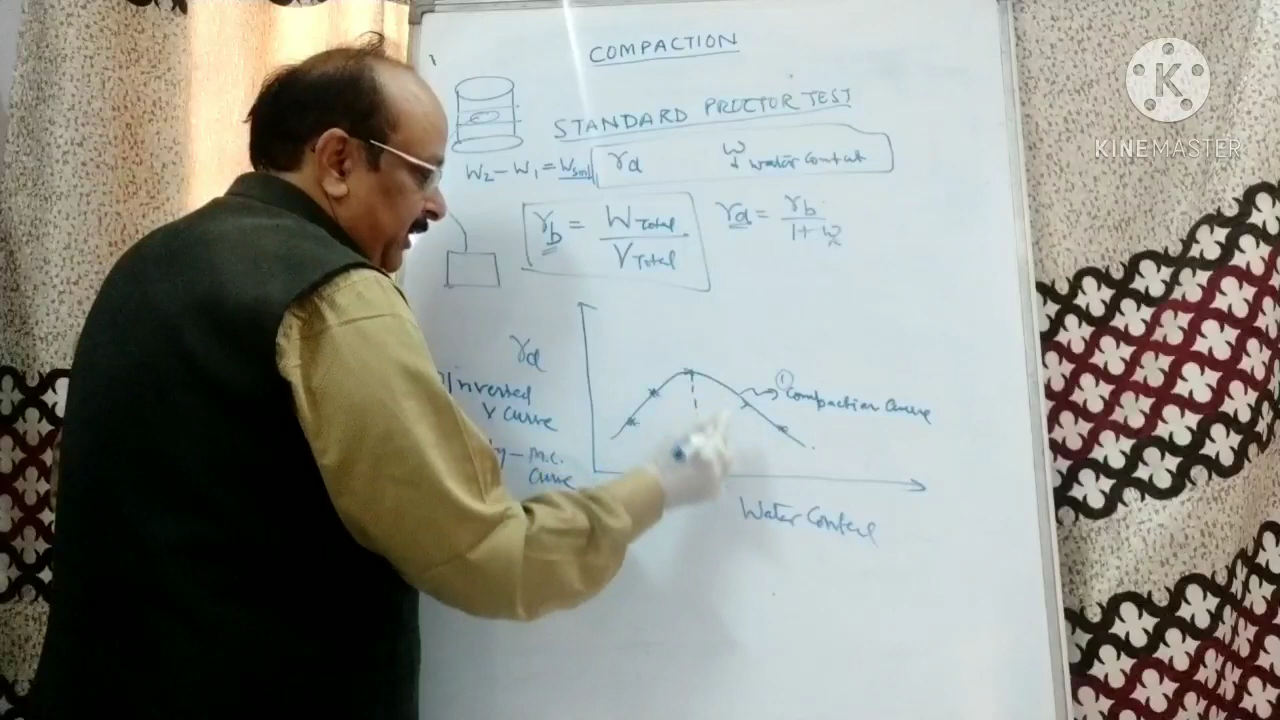 COMPACTION
STANDARD PROCTOR TEST
W₂ - W₁ = Wsoil
γd
w
↓ water content
γb = WTotal / VTotal
γd = γb / 1 + w
γd
Inversed
V Curve
M.C.
Curve
① Compaction Curve
Water Content
K
KINEMASTER